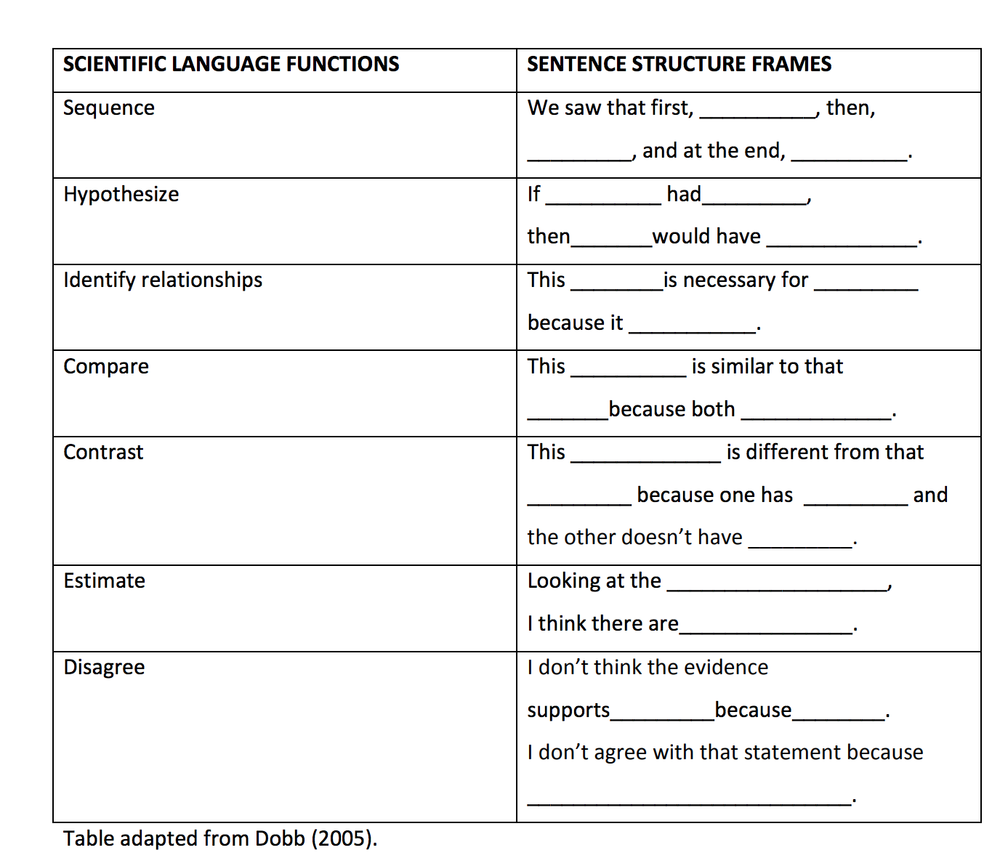 SCIENTIFIC LANGUAGE FUNCTIONS
SENTENCE STRUCTURE FRAMES
Sequence
We saw that first, __________, then,
_________, and at the end, __________.
Hypothesize
If __________ had_________,
then_______would have _____________.
Identify relationships
This ________is necessary for _________
because it ___________.
Compare
This __________ is similar to that
_______because both _____________.
Contrast
This _____________ is different from that
_________ because one has _________ and
the other doesn’t have _________.
Estimate
Looking at the ___________________,
I think there are_______________.
Disagree
I don’t think the evidence
supports_________because________.
I don’t agree with that statement because
____________________________.
Table adapted from Dobb (2005).